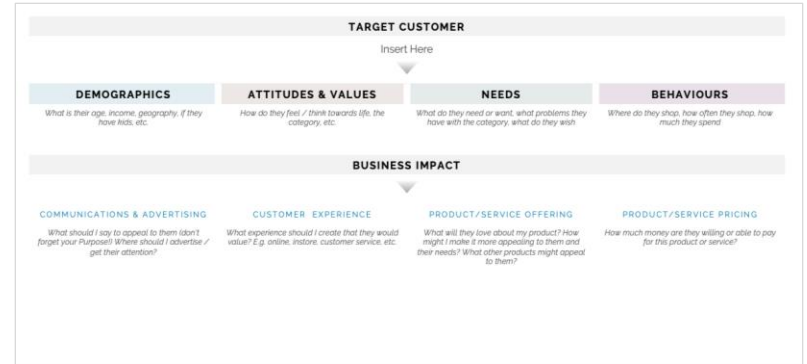 TARGET CUSTOMER
Insert Here
DEMOGRAPHICS
What is their age, income, geography, if they
have kids, etc.
ATTITUDES & VALUES
How do they feel / think towards life, the
category, etc.
NEEDS
What do they need or want, what problems they
have with the category, what do they wish
BEHAVIOURS
Where do they shop, how often they shop, how
much they spend
BUSINESS IMPACT
COMMUNICATIONS & ADVERTISING
What should I say to appeal to them (don't
forget your Purpose!) Where should I advertise /
get their attention?
CUSTOMER EXPERIENCE
What experience should I create that they would
value? E.g. online, instore, customer service, etc.
PRODUCT/SERVICE OFFERING
What will they love about my product? How
might I make it more appealing to them and
their needs? What other products might appeal
to them?
PRODUCT/SERVICE PRICING
How much money are they willing or able to pay
for this product or service?